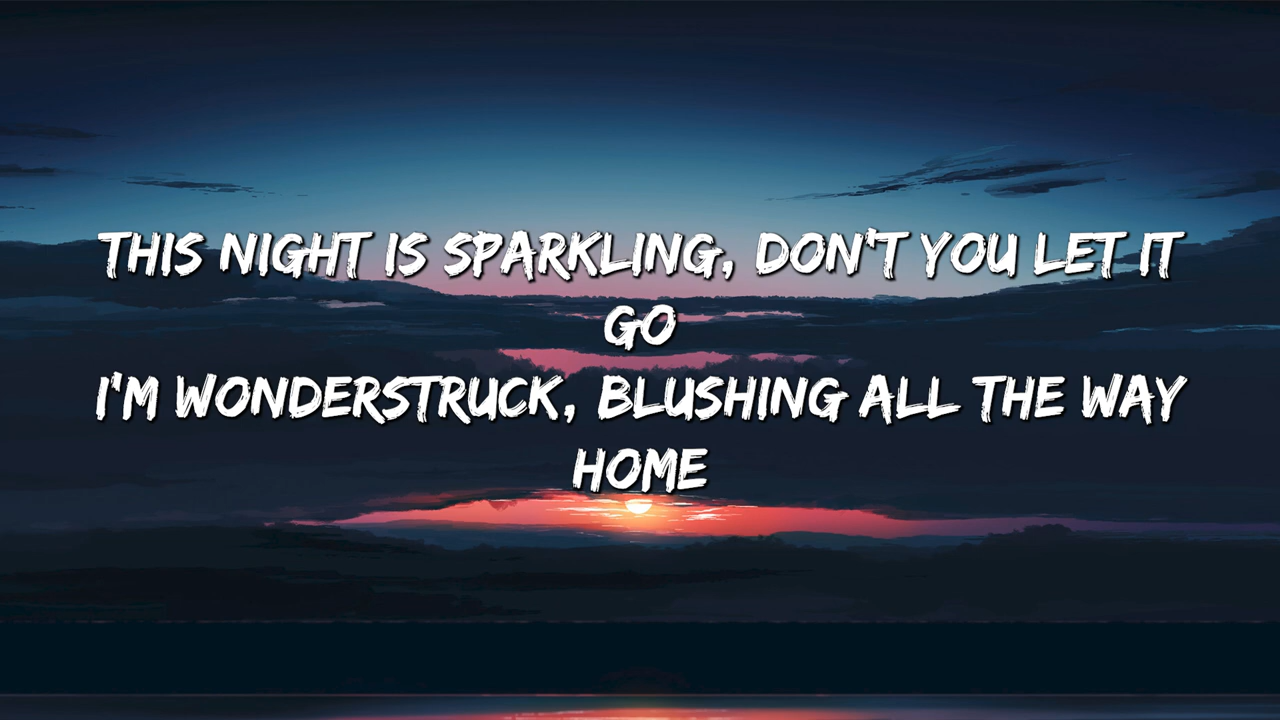 THIS NIGHT IS SPARKLING, DON'T YOU LET IT
GO
I'M WONDERSTRUCK, BLUSHING ALL THE WAY
HOME